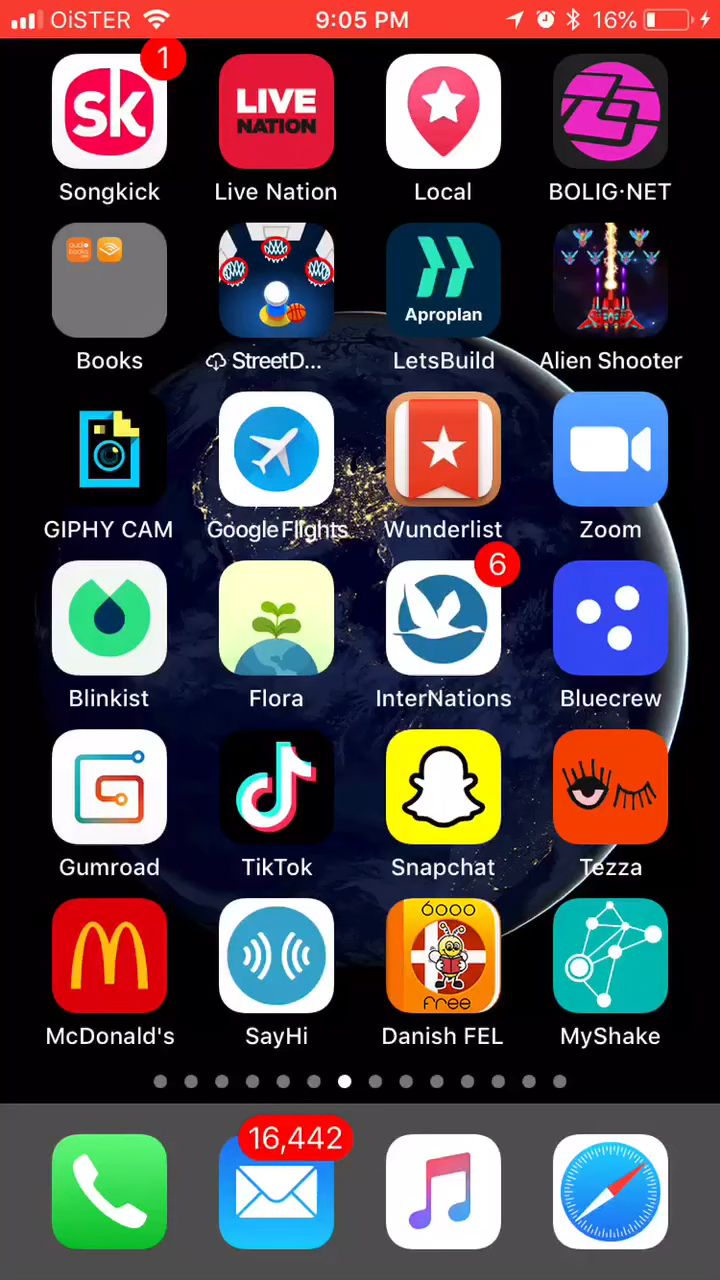 OiSTER 9:05 PM 16%
1
sk LIVE NATION
Songkick Live Nation Local BOLIG·NET
audiobooks Aproplan
Books StreetD... LetsBuild Alien Shooter
GIPHY CAM Google Flights Wunderlist Zoom
6
Blinkist Flora InterNations Bluecrew
Gumroad TikTok Snapchat Tezza
6000
free
McDonald's SayHi Danish FEL MyShake
16,442